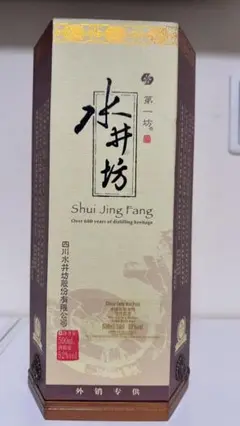 第一坊
水井坊
Shui Jing Fang
Over 600 years of distilling heritage
四川水井坊股份有限公司
500ml
52%vol
外销专供